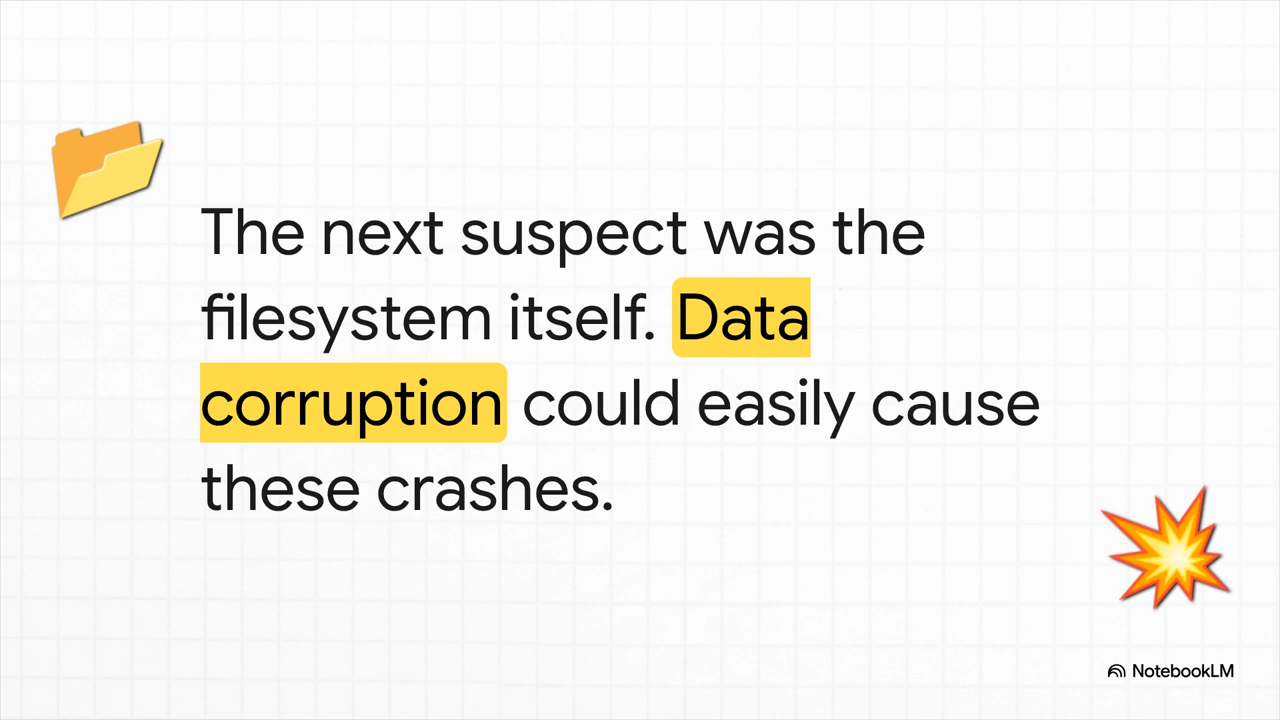 The next suspect was the
filesystem itself. Data
corruption could easily cause
these crashes.
NotebookLM